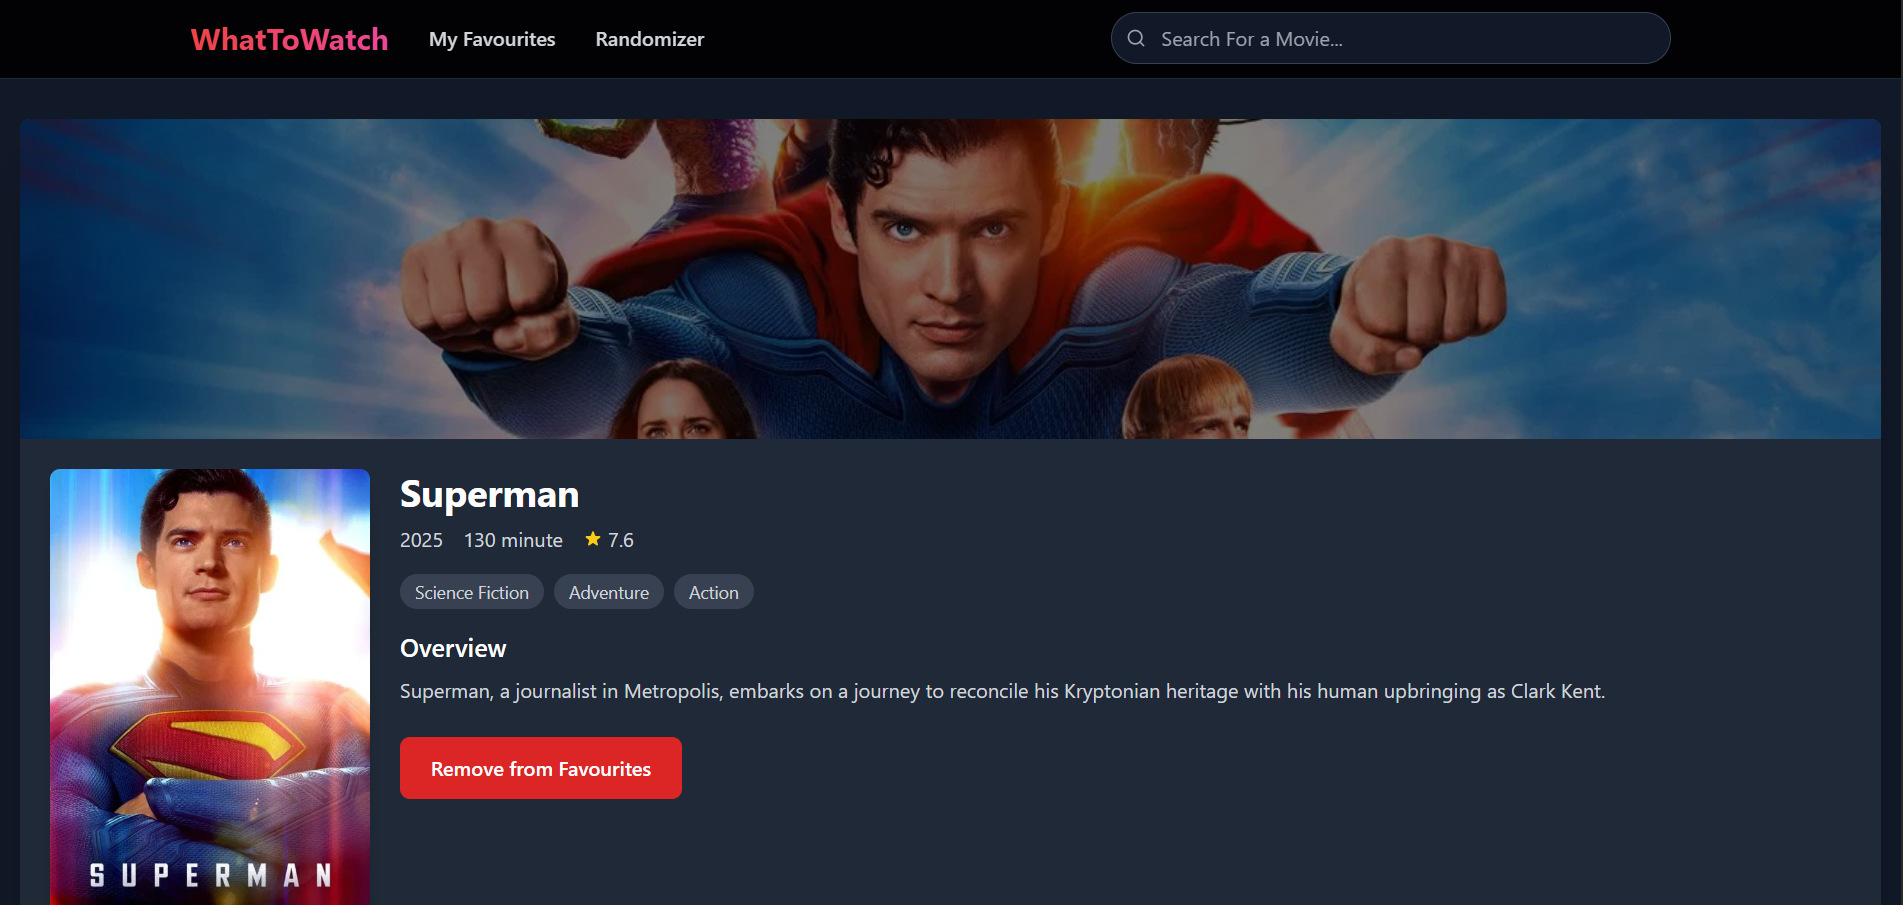 WhatToWatch My Favourites Randomizer Search For a Movie...
Superman
2025 130 minute 7.6
Science Fiction Adventure Action
Overview
Superman, a journalist in Metropolis, embarks on a journey to reconcile his Kryptonian heritage with his human upbringing as Clark Kent.
Remove from Favourites
SUPERMAN